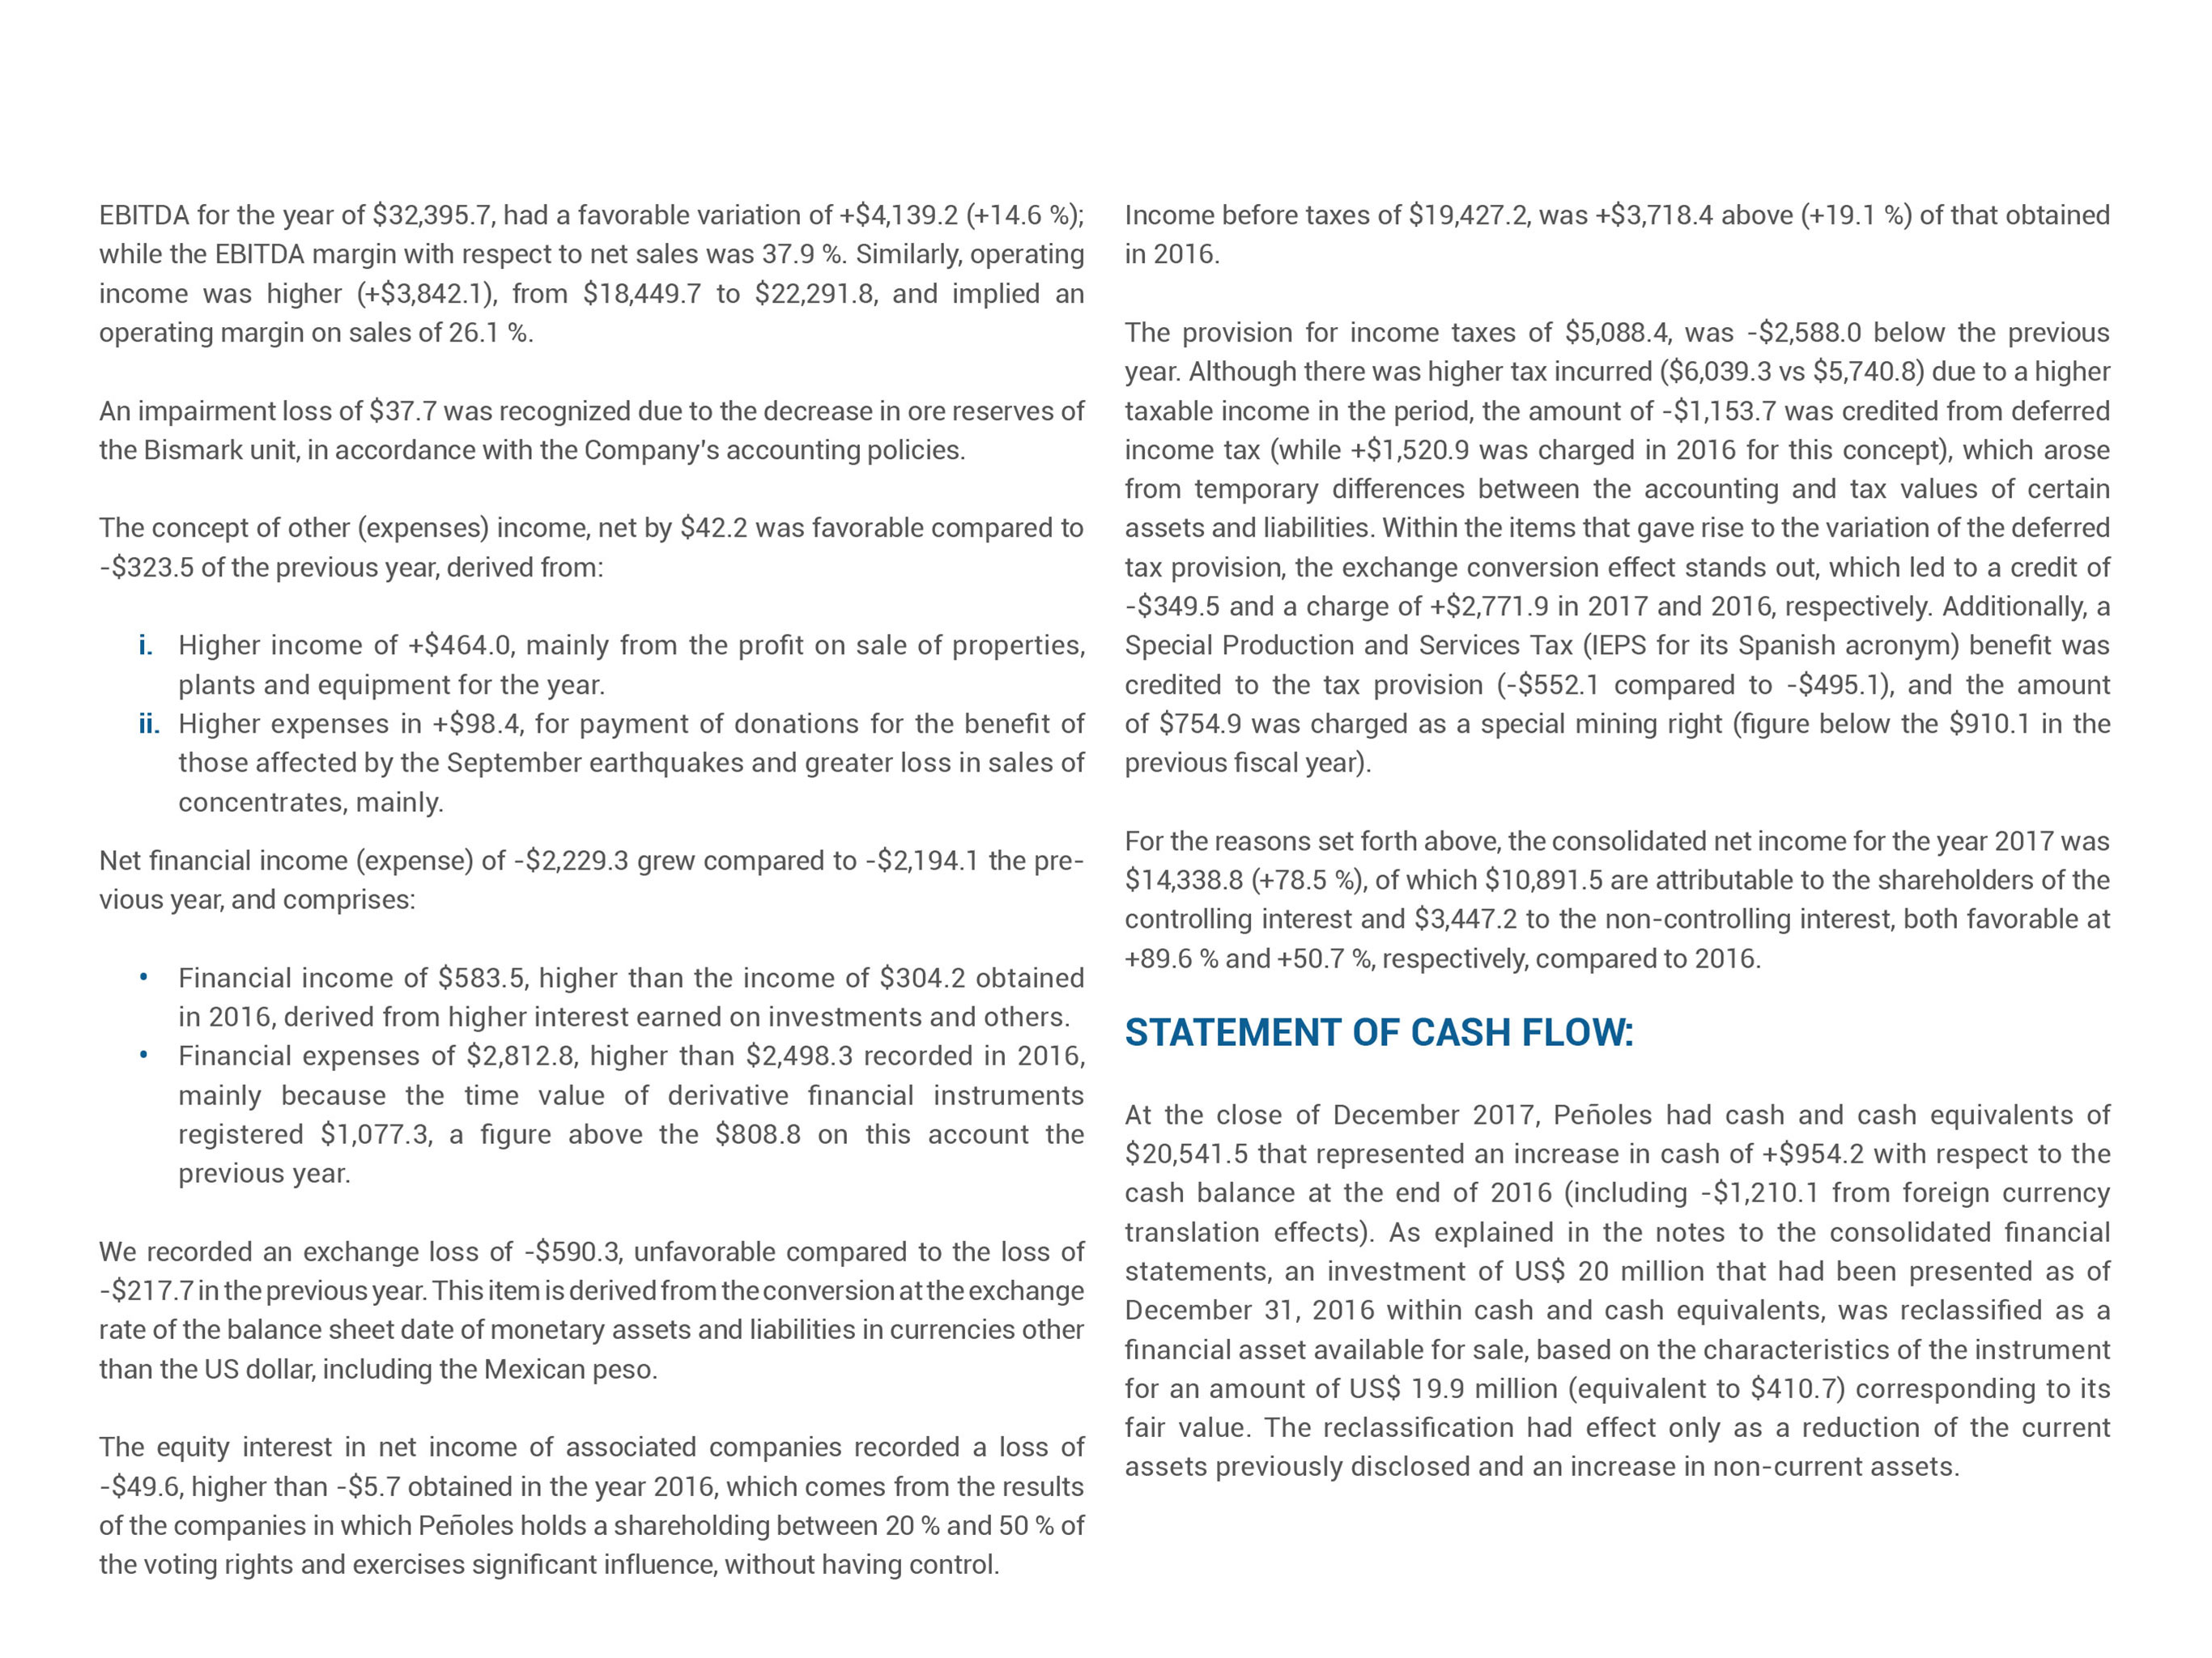 EBITDA for the year of $32,395.7, had a favorable variation of +$4,139.2 (+14.6 %);
while the EBITDA margin with respect to net sales was 37.9 %. Similarly, operating
income was higher (+$3,842.1), from $18,449.7 to $22,291.8, and implied an
operating margin on sales of 26.1 %.
An impairment loss of $37.7 was recognized due to the decrease in ore reserves of
the Bismark unit, in accordance with the Company's accounting policies.
The concept of other (expenses) income, net by $42.2 was favorable compared to
-$323.5 of the previous year, derived from:
i. Higher income of +$464.0, mainly from the profit on sale of properties,
plants and equipment for the year.
ii. Higher expenses in +$98.4, for payment of donations for the benefit of
those affected by the September earthquakes and greater loss in sales of
concentrates, mainly.
Net financial income (expense) of -$2,229.3 grew compared to -$2,194.1 the pre-
vious year, and comprises:
• Financial income of $583.5, higher than the income of $304.2 obtained
in 2016, derived from higher interest earned on investments and others.
• Financial expenses of $2,812.8, higher than $2,498.3 recorded in 2016,
mainly because the time value of derivative financial instruments
registered $1,077.3, a figure above the $808.8 on this account the
previous year.
We recorded an exchange loss of -$590.3, unfavorable compared to the loss of
-$217.7 in the previous year. This item is derived from the conversion at the exchange
rate of the balance sheet date of monetary assets and liabilities in currencies other
than the US dollar, including the Mexican peso.
The equity interest in net income of associated companies recorded a loss of
-$49.6, higher than -$5.7 obtained in the year 2016, which comes from the results
of the companies in which Peñoles holds a shareholding between 20 % and 50 % of
the voting rights and exercises significant influence, without having control.
Income before taxes of $19,427.2, was +$3,718.4 above (+19.1 %) of that obtained
in 2016.
The provision for income taxes of $5,088.4, was -$2,588.0 below the previous
year. Although there was higher tax incurred ($6,039.3 vs $5,740.8) due to a higher
taxable income in the period, the amount of -$1,153.7 was credited from deferred
income tax (while +$1,520.9 was charged in 2016 for this concept), which arose
from temporary differences between the accounting and tax values of certain
assets and liabilities. Within the items that gave rise to the variation of the deferred
tax provision, the exchange conversion effect stands out, which led to a credit of
-$349.5 and a charge of +$2,771.9 in 2017 and 2016, respectively. Additionally, a
Special Production and Services Tax (IEPS for its Spanish acronym) benefit was
credited to the tax provision (-$552.1 compared to -$495.1), and the amount
of $754.9 was charged as a special mining right (figure below the $910.1 in the
previous fiscal year).
For the reasons set forth above, the consolidated net income for the year 2017 was
$14,338.8 (+78.5 %), of which $10,891.5 are attributable to the shareholders of the
controlling interest and $3,447.2 to the non-controlling interest, both favorable at
+89.6 % and +50.7 %, respectively, compared to 2016.
STATEMENT OF CASH FLOW:
At the close of December 2017, Peñoles had cash and cash equivalents of
$20,541.5 that represented an increase in cash of +$954.2 with respect to the
cash balance at the end of 2016 (including -$1,210.1 from foreign currency
translation effects). As explained in the notes to the consolidated financial
statements, an investment of US$ 20 million that had been presented as of
December 31, 2016 within cash and cash equivalents, was reclassified as a
financial asset available for sale, based on the characteristics of the instrument
for an amount of US$ 19.9 million (equivalent to $410.7) corresponding to its
fair value. The reclassification had effect only as a reduction of the current
assets previously disclosed and an increase in non-current assets.